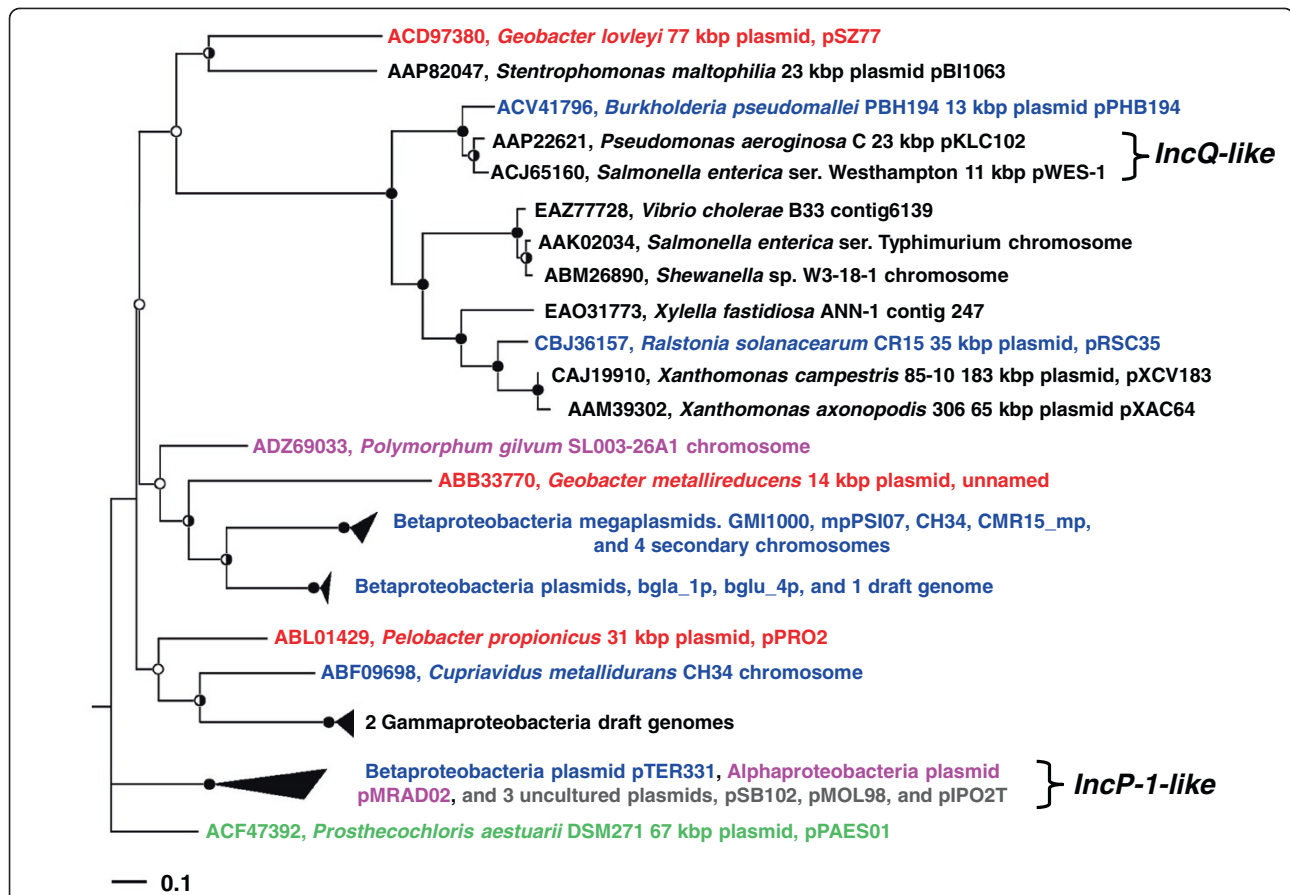 ACD97380, Geobacter lovleyi 77 kbp plasmid, pSZ77
AAP82047, Stentrophomonas maltophilia 23 kbp plasmid pBI1063
ACV41796, Burkholderia pseudomallei PBH194 13 kbp plasmid pPHB194
AAP22621, Pseudomonas aeroginosa C 23 kbp pKLC102
ACJ65160, Salmonella enterica ser. Westhampton 11 kbp pWES-1
IncQ-like
EAZ77728, Vibrio cholerae B33 contig6139
AAK02034, Salmonella enterica ser. Typhimurium chromosome
ABM26890, Shewanella sp. W3-18-1 chromosome
EAO31773, Xylella fastidiosa ANN-1 contig 247
CBJ36157, Ralstonia solanacearum CR15 35 kbp plasmid, pRSC35
CAJ19910, Xanthomonas campestris 85-10 183 kbp plasmid, pXCV183
AAM39302, Xanthomonas axonopodis 306 65 kbp plasmid pXAC64
ADZ69033, Polymorphum gilvum SL003-26A1 chromosome
ABB33770, Geobacter metallireducens 14 kbp plasmid, unnamed
Betaproteobacteria megaplasmids. GMI1000, mpPSI07, CH34, CMR15_mp,
and 4 secondary chromosomes
Betaproteobacteria plasmids, bgla_1p, bglu_4p, and 1 draft genome
ABL01429, Pelobacter propionicus 31 kbp plasmid, pPRO2
ABF09698, Cupriavidus metallidurans CH34 chromosome
2 Gammaproteobacteria draft genomes
Betaproteobacteria plasmid pTER331, Alphaproteobacteria plasmid
pMRAD02, and 3 uncultured plasmids, pSB102, pMOL98, and pIPO2T
IncP-1-like
ACF47392, Prosthecochloris aestuarii DSM271 67 kbp plasmid, pPAES01
0.1